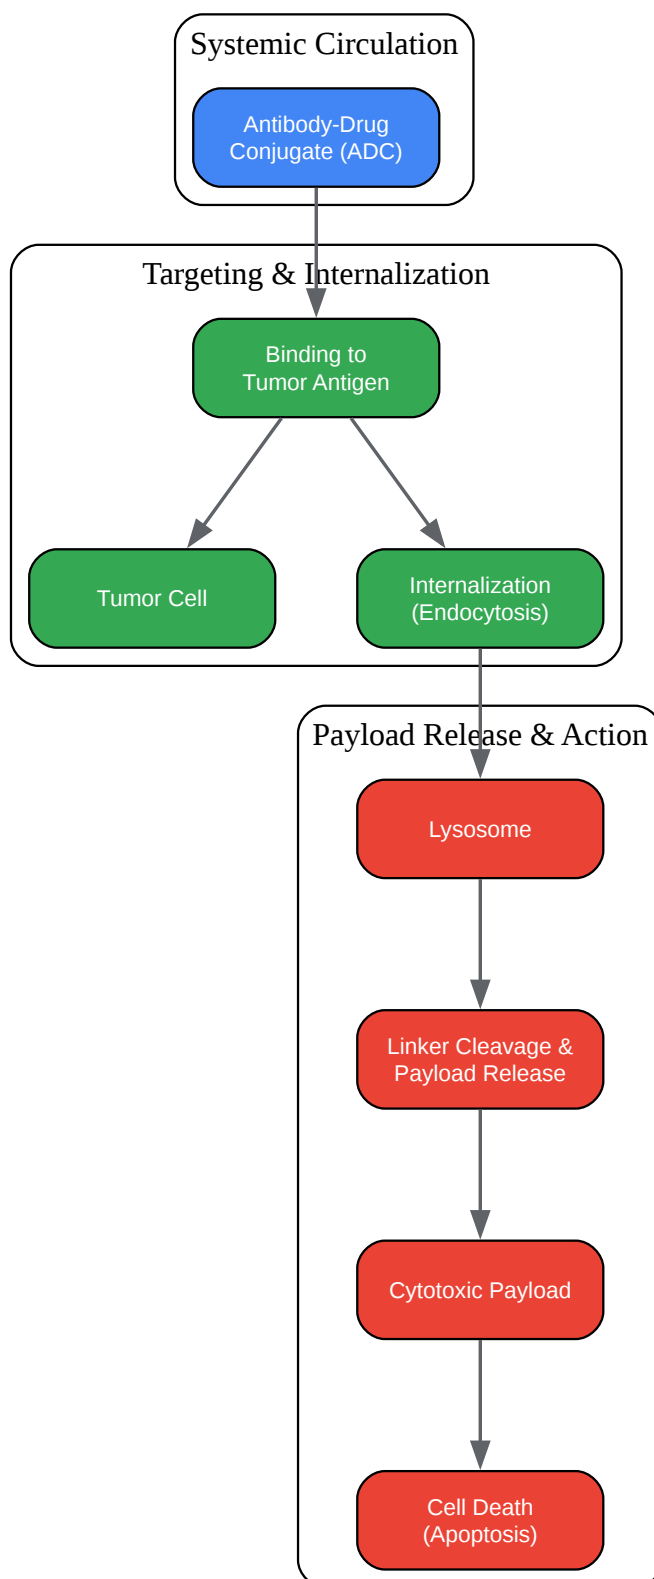 Systemic Circulation
Antibody-Drug
Conjugate (ADC)
Targeting & Internalization
Binding to
Tumor Antigen
Tumor Cell
Internalization
(Endocytosis)
Payload Release & Action
Lysosome
Linker Cleavage &
Payload Release
Cytotoxic Payload
Cell Death
(Apoptosis)